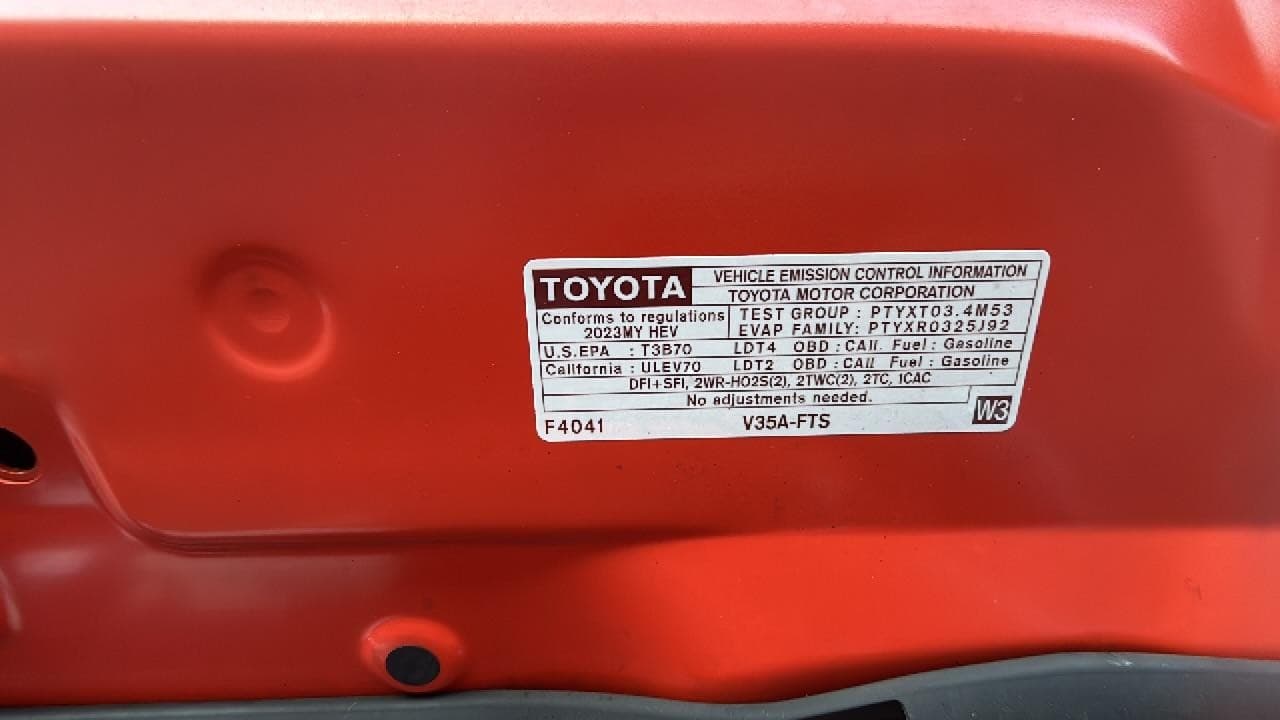 TOYOTA
VEHICLE EMISSION CONTROL INFORMATION
TOYOTA MOTOR CORPORATION
Conforms to regulations
2023MY HEV
TEST GROUP : PTYXT03.4M53
EVAP FAMILY: PTYXR0325J92
U.S.EPA : T3B70 LDT4 OBD : CAII. Fuel : Gasoline
California : ULEV70 LDT2 OBD : CAII Fuel : Gasoline
DFI+SFI, 2WR-HO2S(2), 2TWC(2), 2TC, 1CAC
No adjustments needed.
F4041 V35A-FTS W3